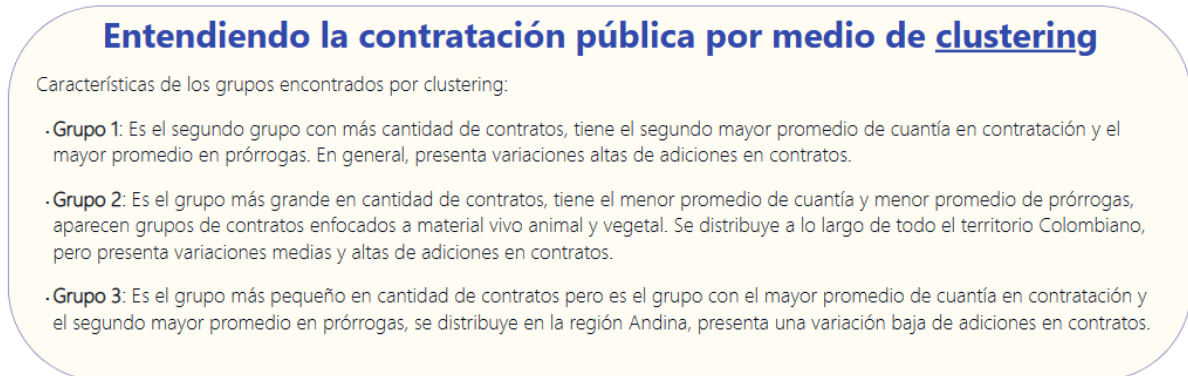 Entendiendo la contratación pública por medio de clustering
Características de los grupos encontrados por clustering:
· Grupo 1: Es el segundo grupo con más cantidad de contratos, tiene el segundo mayor promedio de cuantía en contratación y el
mayor promedio en prórrogas. En general, presenta variaciones altas de adiciones en contratos.
· Grupo 2: Es el grupo más grande en cantidad de contratos, tiene el menor promedio de cuantía y menor promedio de prórrogas,
aparecen grupos de contratos enfocados a material vivo animal y vegetal. Se distribuye a lo largo de todo el territorio Colombiano,
pero presenta variaciones medias y altas de adiciones en contratos.
· Grupo 3: Es el grupo más pequeño en cantidad de contratos pero es el grupo con el mayor promedio de cuantía en contratación y
el segundo mayor promedio en prórrogas, se distribuye en la región Andina, presenta una variación baja de adiciones en contratos.